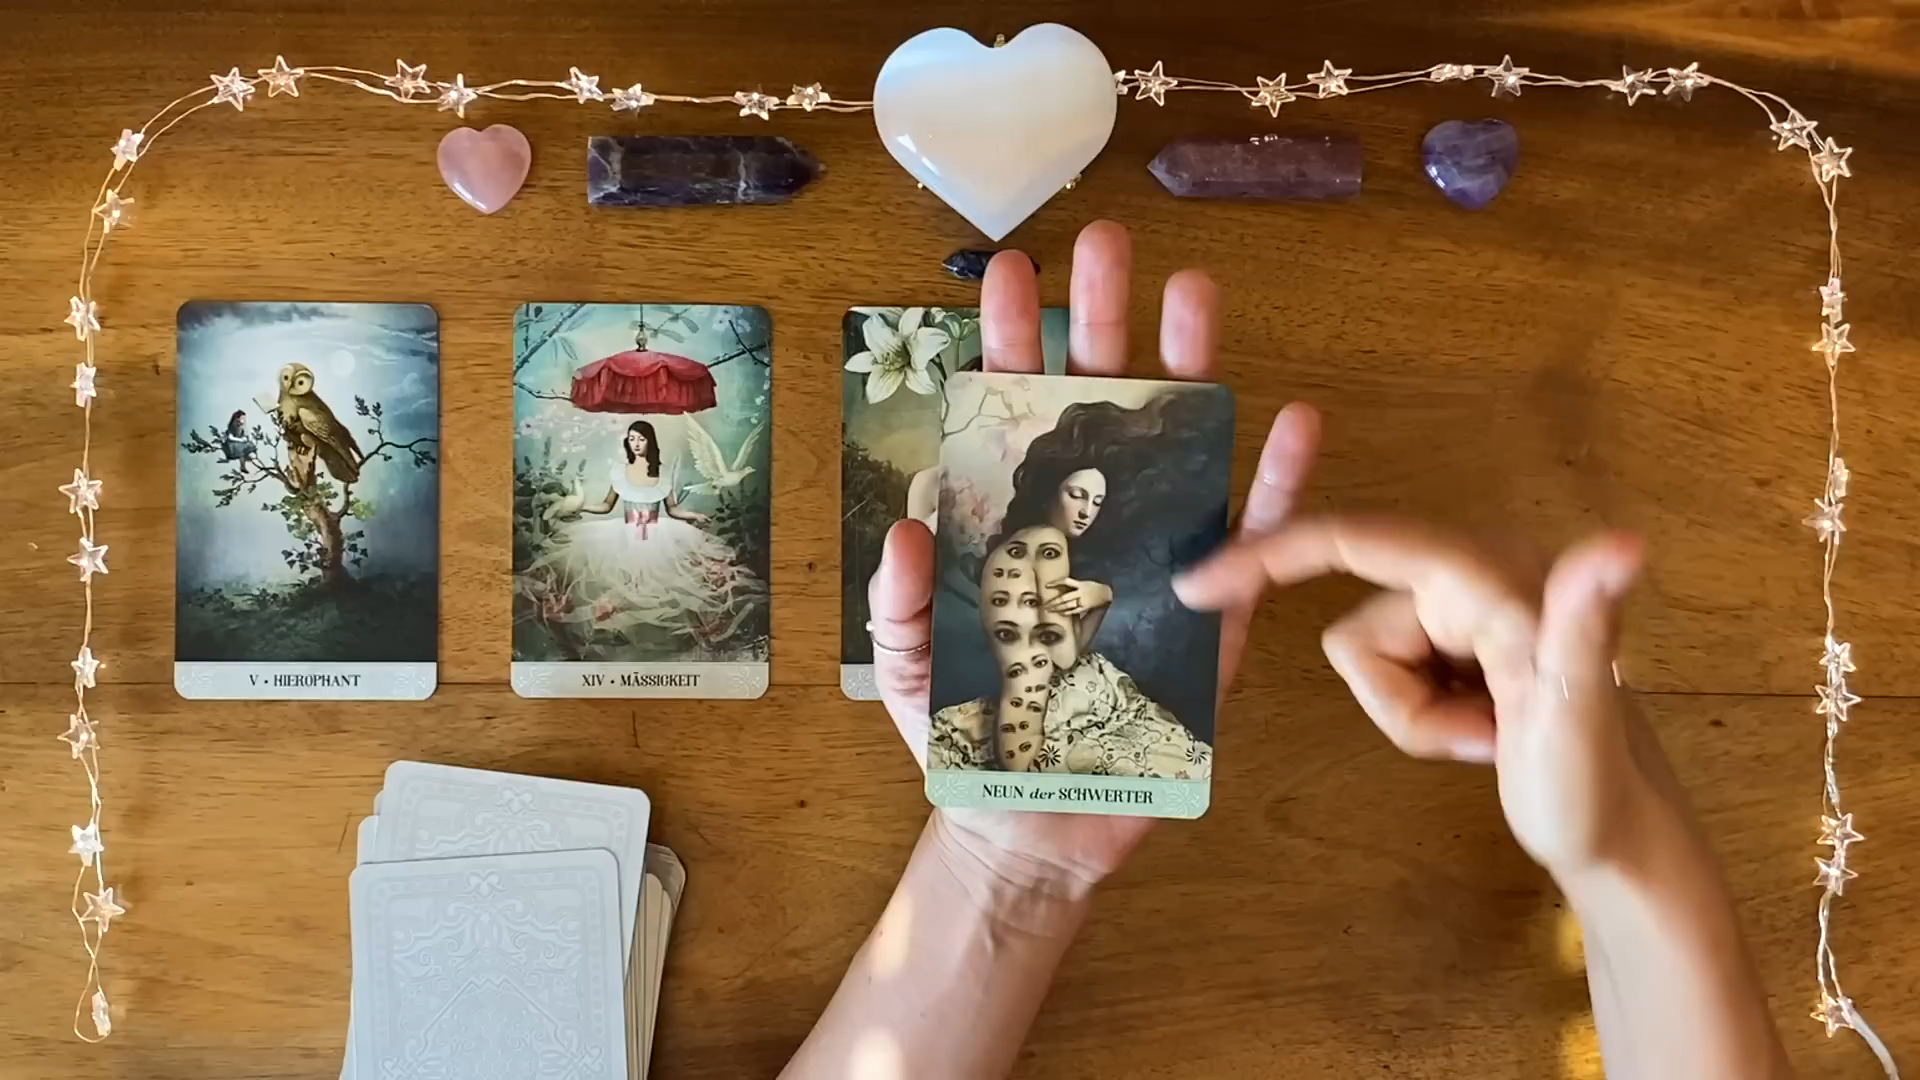 V • HIEROPHANT
XIV • MÄSSIGKEIT
NEUN der SCHWERTER